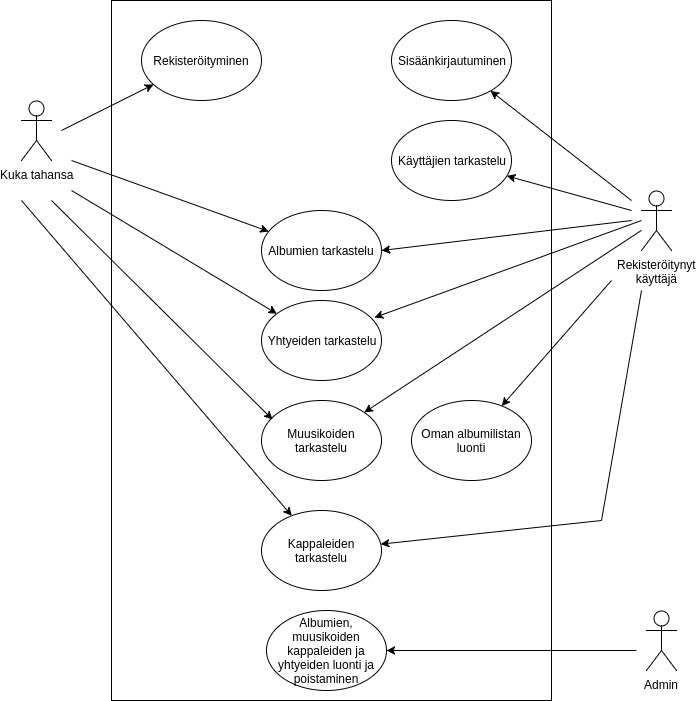 Rekisteröityminen
Sisäänkirjautuminen
Kuka tahansa
Käyttäjien tarkastelu
Albumien tarkastelu
Rekisteröitynyt
käyttäjä
Yhtyeiden tarkastelu
Muusikoiden
tarkastelu
Oman albumilistan
luonti
Kappaleiden
tarkastelu
Albumien,
muusikoiden
kappaleiden ja
yhtyeiden luonti ja
poistaminen
Admin